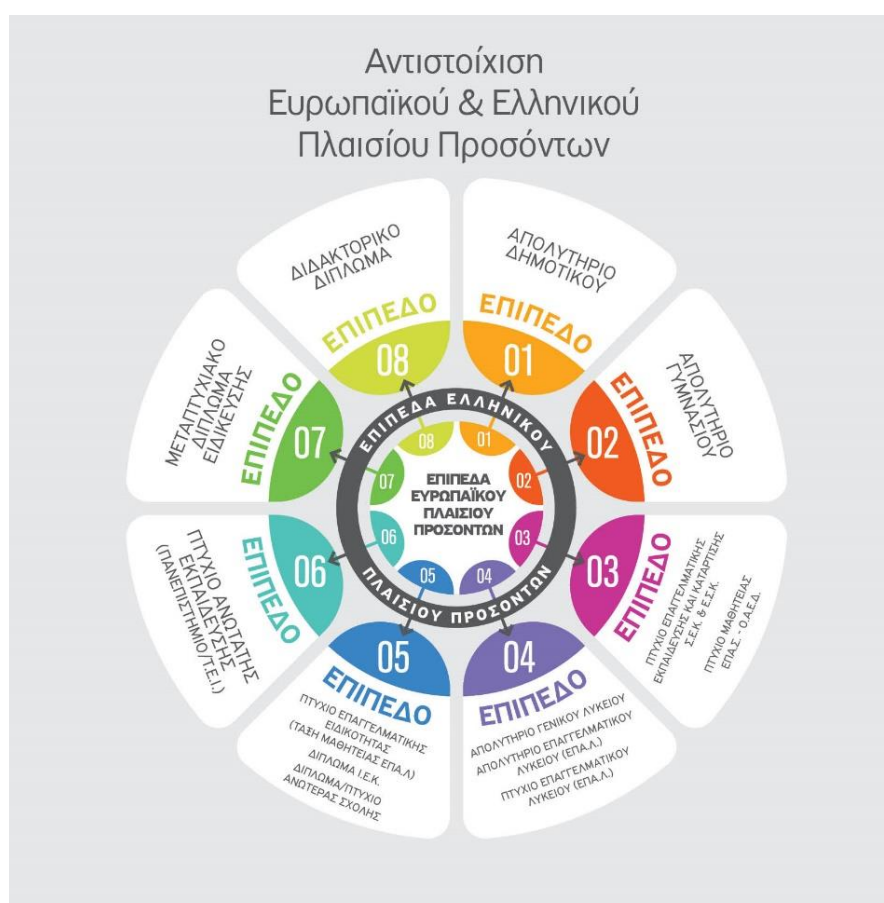 Αντιστοίχιση
Ευρωπαϊκού & Ελληνικού
Πλαισίου Προσόντων
ΑΠΟΛΥΤΗΡΙΟ
ΔΗΜΟΤΙΚΟΥ
ΕΠΙΠΕΔΟ
01
ΑΠΟΛΥΤΗΡΙΟ
ΓΥΜΝΑΣΙΟΥ
ΕΠΙΠΕΔΟ
02
ΕΠΙΠΕΔΟ
03
ΠΤΥΧΙΟ ΕΠΑΓΓΕΛΜΑΤΙΚΗΣ
ΕΚΠΑΙΔΕΥΣΗΣ ΚΑΙ ΚΑΤΑΡΤΙΣΗΣ
Σ.Ε.Κ. & Ε.Σ.Κ.
ΠΤΥΧΙΟ ΜΑΘΗΤΕΙΑΣ
ΕΠΑ.Σ. - Ο.Α.Ε.Δ.
04
ΕΠΙΠΕΔΟ
ΑΠΟΛΥΤΗΡΙΟ ΓΕΝΙΚΟΥ ΛΥΚΕΙΟΥ
ΑΠΟΛΥΤΗΡΙΟ ΕΠΑΓΓΕΛΜΑΤΙΚΟΥ
ΛΥΚΕΙΟΥ (ΕΠΑ.Λ.)
ΠΤΥΧΙΟ ΕΠΑΓΓΕΛΜΑΤΙΚΟΥ
ΛΥΚΕΙΟΥ (ΕΠΑ.Λ.)
05
ΕΠΙΠΕΔΟ
ΠΤΥΧΙΟ ΕΠΑΓΓΕΛΜΑΤΙΚΗΣ
ΕΙΔΙΚΟΤΗΤΑΣ
(ΤΑΞΗ ΜΑΘΗΤΕΙΑΣ ΕΠΑ.Λ)
ΔΙΠΛΩΜΑ Ι.Ε.Κ.
ΔΙΠΛΩΜΑ/ΠΤΥΧΙΟ
ΑΝΩΤΕΡΑΣ ΣΧΟΛΗΣ
06
ΕΠΙΠΕΔΟ
ΠΤΥΧΙΟ ΑΝΩΤΑΤΗΣ
ΕΚΠΑΙΔΕΥΣΗΣ
(ΠΑΝΕΠΙΣΤΗΜΙΟ/Τ.Ε.Ι.)
ΜΕΤΑΠΤΥΧΙΑΚΟ
ΔΙΠΛΩΜΑ
ΕΙΔΙΚΕΥΣΗΣ
ΕΠΙΠΕΔΟ
07
ΔΙΔΑΚΤΟΡΙΚΟ
ΔΙΠΛΩΜΑ
ΕΠΙΠΕΔΟ
08
ΕΠΙΠΕΔΑ ΕΛΛΗΝΙΚΟΥ
ΠΛΑΙΣΙΟΥ ΠΡΟΣΟΝΤΩΝ
01
02
03
04
05
06
07
08
ΕΠΙΠΕΔΑ
ΕΥΡΩΠΑΪΚΟΥ
ΠΛΑΙΣΙΟΥ
ΠΡΟΣΟΝΤΩΝ